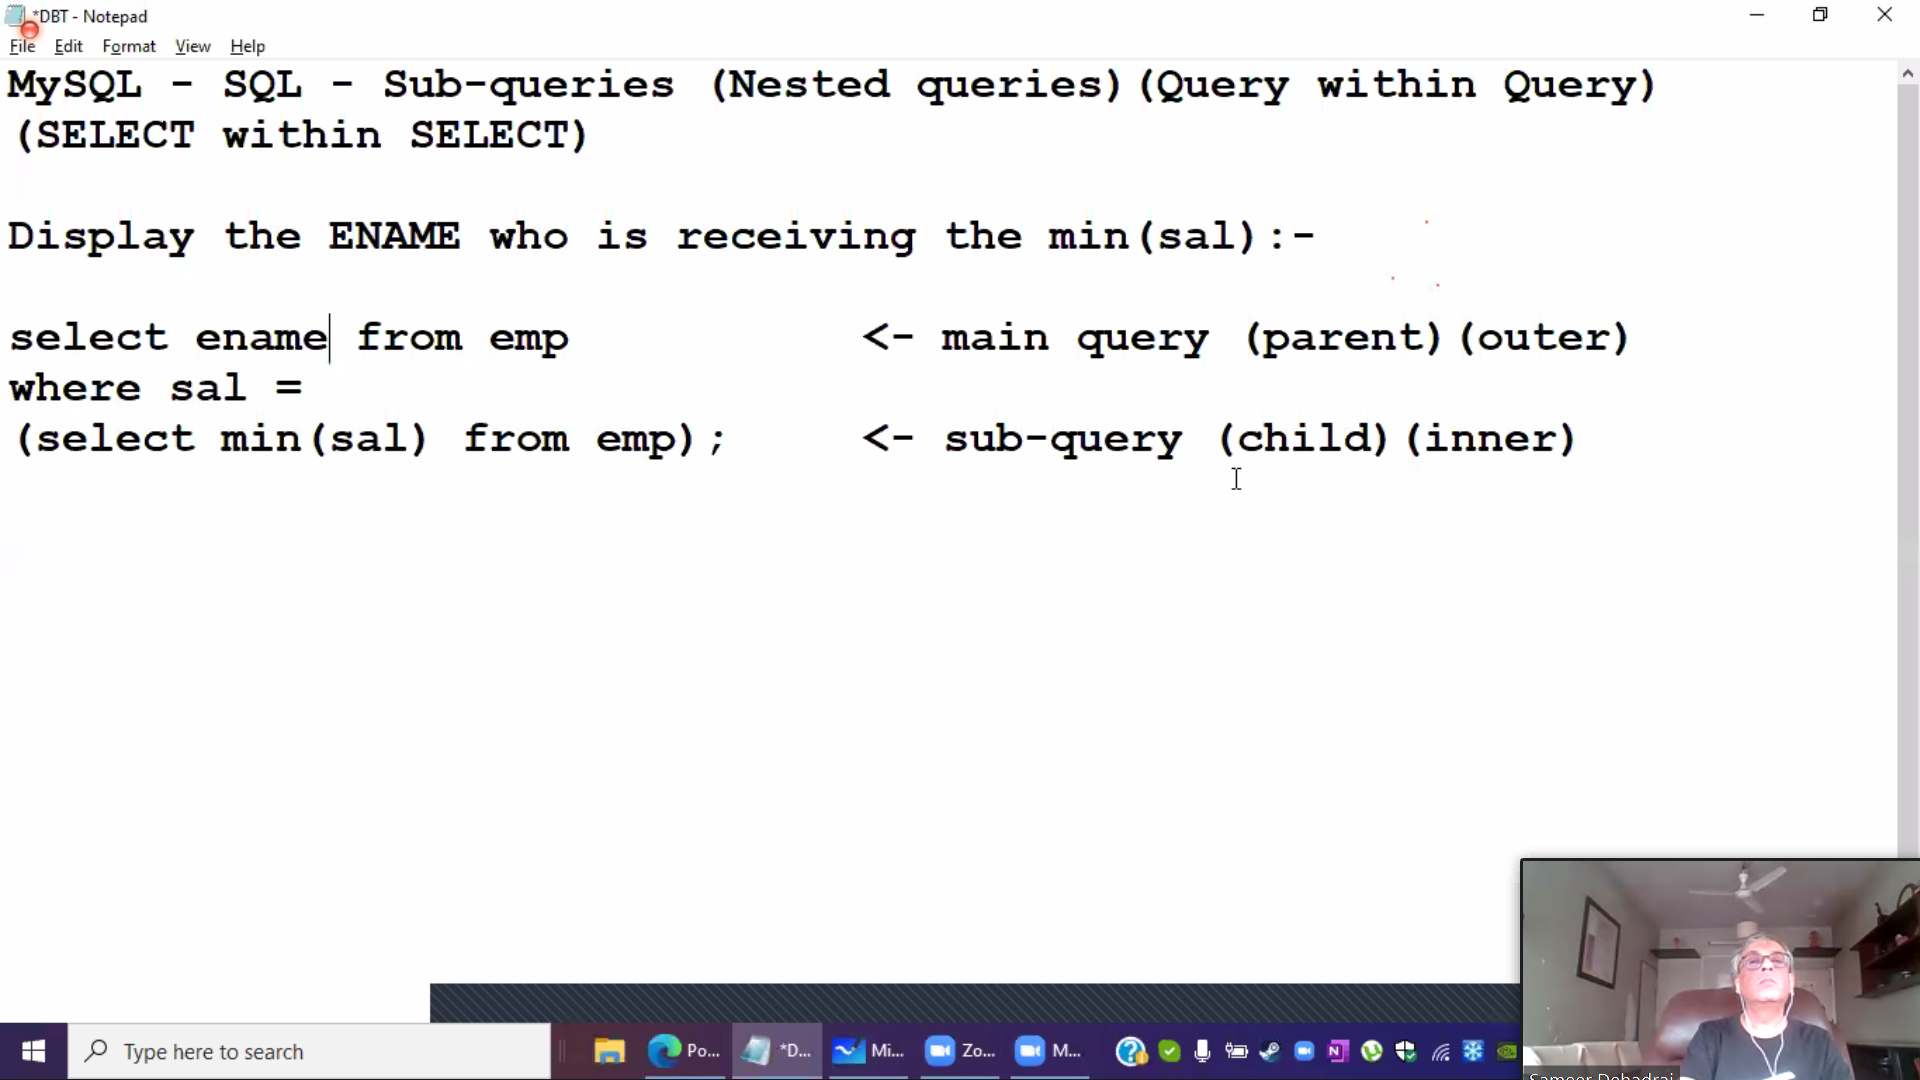 *DBT - Notepad
File Edit Format View Help
MySQL - SQL - Sub-queries (Nested queries)(Query within Query)
(SELECT within SELECT)
Display the ENAME who is receiving the min(sal):-
select ename from emp <- main query (parent)(outer)
where sal =
(select min(sal) from emp); <- sub-query (child)(inner)
Type here to search
Po...
*D...
Mi...
Zo...
M...
Sameer Dehadrai